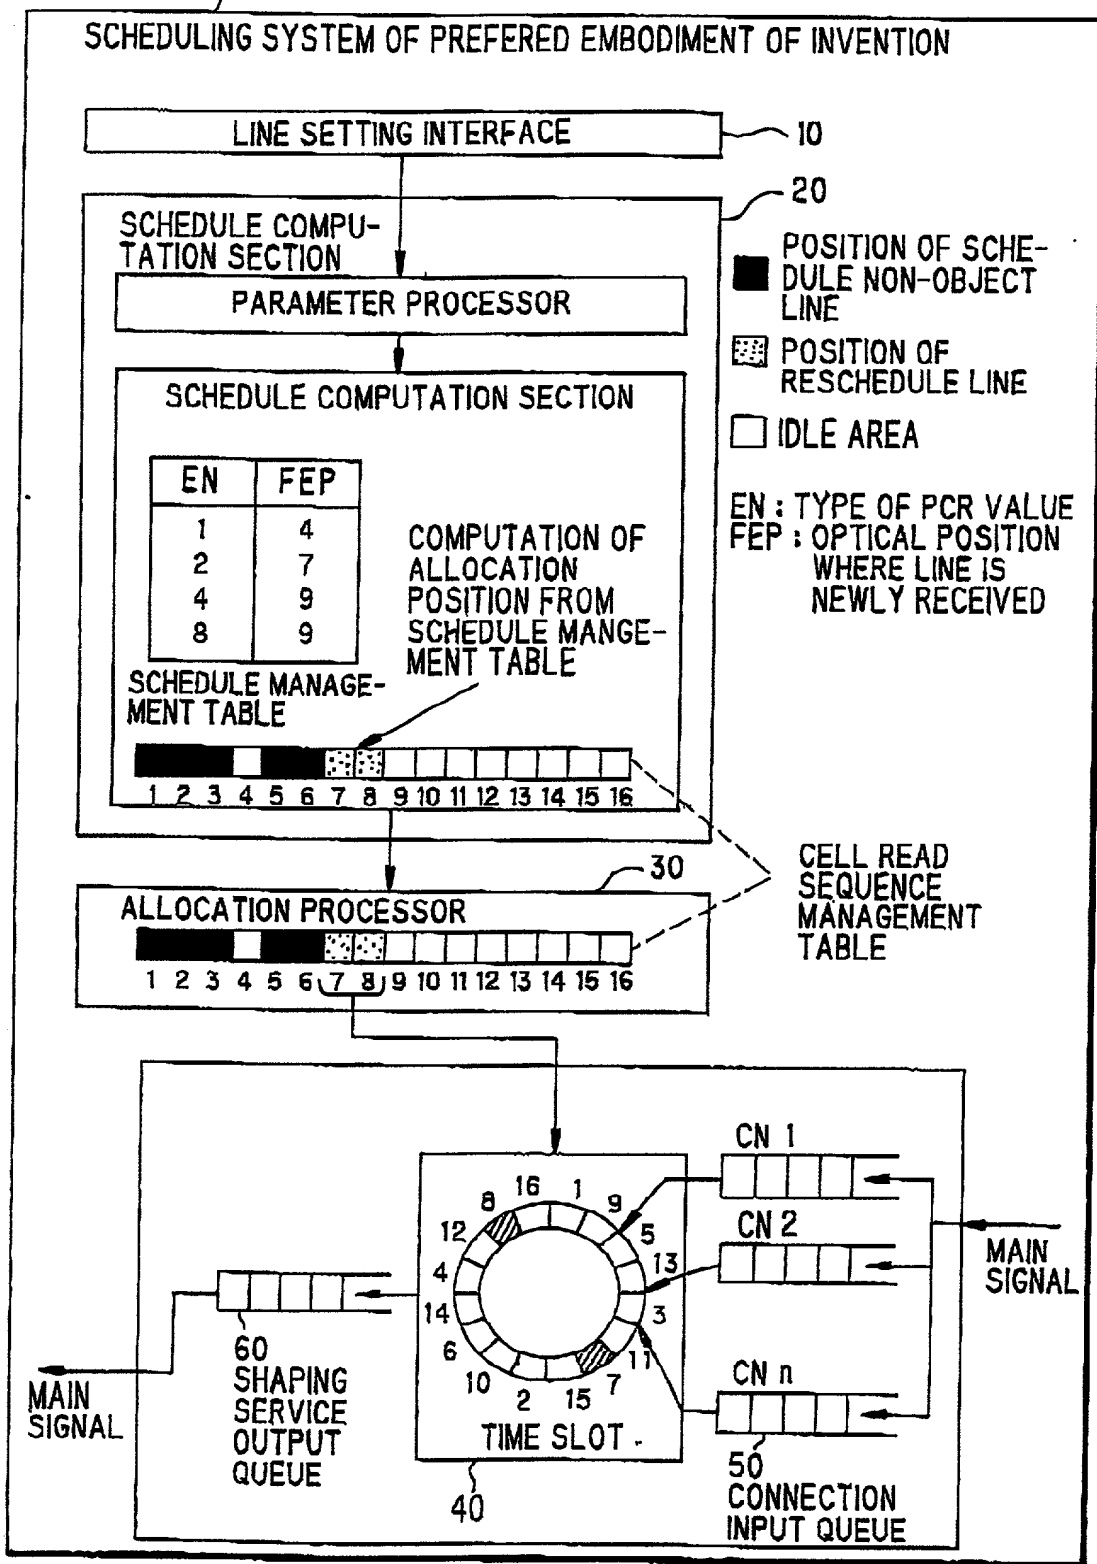 SCHEDULING SYSTEM OF PREFERED EMBODIMENT OF INVENTION
LINE SETTING INTERFACE
10
20
SCHEDULE COMPU-
TATION SECTION
PARAMETER PROCESSOR
SCHEDULE COMPUTATION SECTION
EN FEP
1 4
2 7
4 9
8 9
COMPUTATION OF
ALLOCATION
POSITION FROM
SCHEDULE MANGE-
MENT TABLE
SCHEDULE MANAGE-
MENT TABLE
1 2 3 4 5 6 7 8 9 10 11 12 13 14 15 16
POSITION OF SCHE-
DULE NON-OBJECT
LINE
POSITION OF
RESCHEDULE LINE
IDLE AREA
EN : TYPE OF PCR VALUE
FEP : OPTICAL POSITION
WHERE LINE IS
NEWLY RECEIVED
CELL READ
SEQUENCE
MANAGEMENT
TABLE
30
ALLOCATION PROCESSOR
1 2 3 4 5 6 7 8 9 10 11 12 13 14 15 16
16 1 9 5 13 3 11 7 15 2 10 6 14 4 12 8
TIME SLOT
40
CN 1
CN 2
CN n
MAIN
SIGNAL
50
CONNECTION
INPUT QUEUE
60
SHAPING
SERVICE
OUTPUT
QUEUE
MAIN
SIGNAL